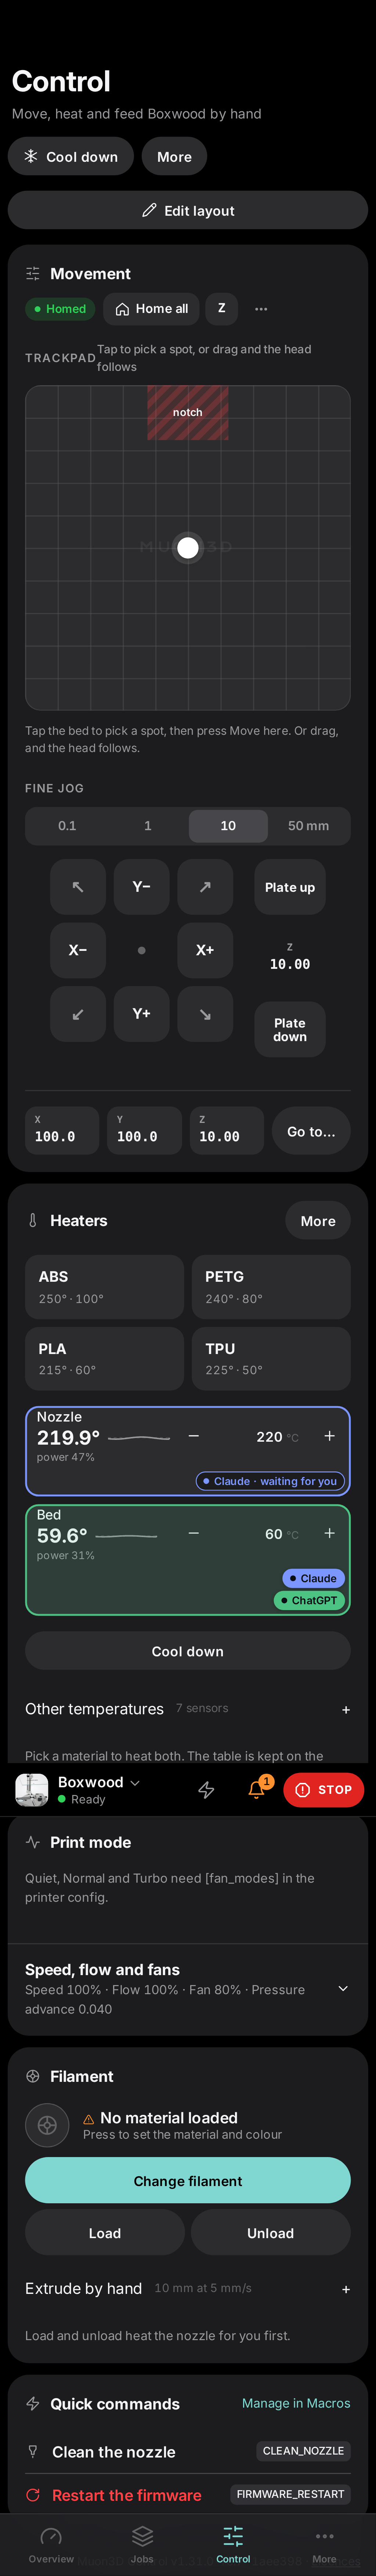 Control
Move, heat and feed Boxwood by hand
Cool down
More
Edit layout
Movement
Homed
Home all
Z
TRACKPAD
Tap to pick a spot, or drag and the head
follows
notch
Tap the bed to pick a spot, then press Move here. Or drag,
and the head follows.
FINE JOG
0.1
1
10
50 mm
↖
Y−
↗
Plate up
X−
X+
Z
10.00
↙
Y+
↘
Plate
down
X
100.0
Y
100.0
Z
10.00
Go to...
Heaters
More
ABS
250° · 100°
PETG
240° · 80°
PLA
215° · 60°
TPU
225° · 50°
Nozzle
219.9°
− 220 °C +
power 47%
Claude · waiting for you
Bed
59.6°
− 60 °C +
power 31%
Claude
ChatGPT
Cool down
Other temperatures 7 sensors +
Pick a material to heat both. The table is kept on the
Boxwood
Ready
1
STOP
Print mode
Quiet, Normal and Turbo need [fan_modes] in the
printer config.
Speed, flow and fans
Speed 100% · Flow 100% · Fan 80% · Pressure
advance 0.040
Filament
No material loaded
Press to set the material and colour
Change filament
Load
Unload
Extrude by hand 10 mm at 5 mm/s +
Load and unload heat the nozzle for you first.
Quick commands
Manage in Macros
Clean the nozzle
CLEAN_NOZZLE
Restart the firmware
FIRMWARE_RESTART
Overview
Jobs
Control
More